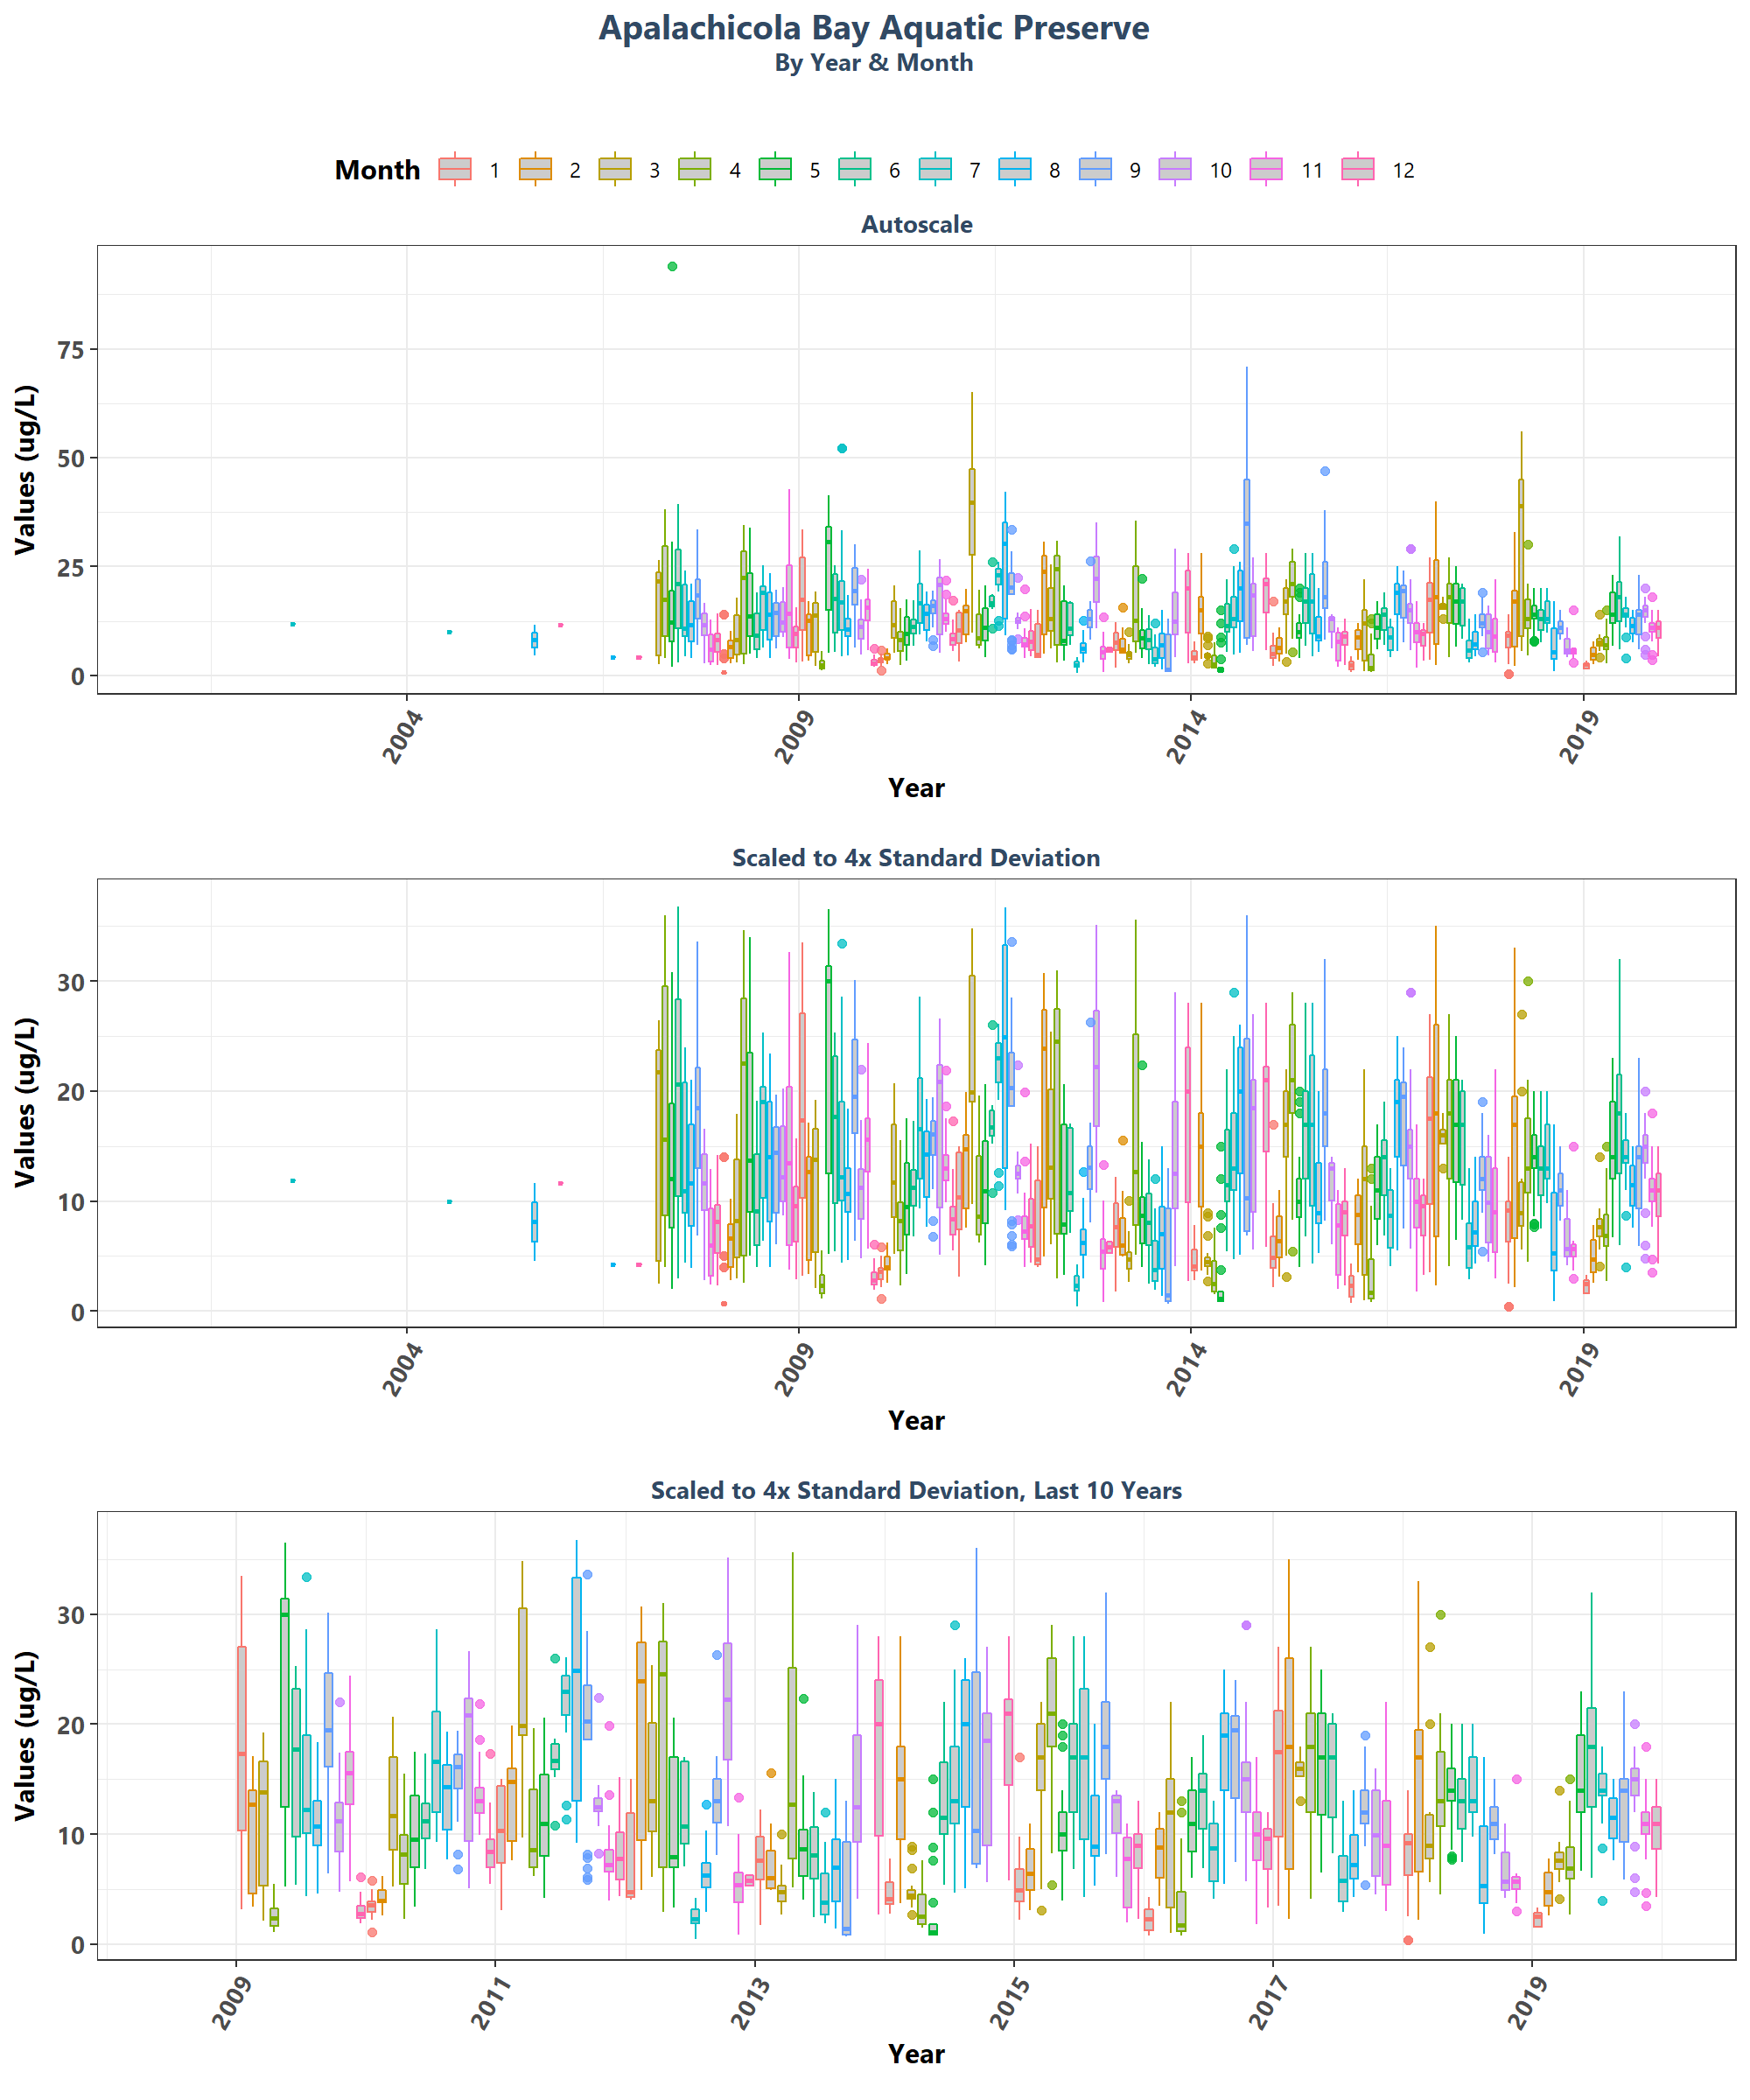 Apalachicola Bay Aquatic Preserve
By Year & Month
Month 1 2 3 4 5 6 7 8 9 10 11 12
Autoscale
Values (ug/L)
75
50
25
0
2004 2009 2014 2019
Year
Scaled to 4x Standard Deviation
Values (ug/L)
30
20
10
0
2004 2009 2014 2019
Year
Scaled to 4x Standard Deviation, Last 10 Years
Values (ug/L)
30
20
10
0
2009 2011 2013 2015 2017 2019
Year